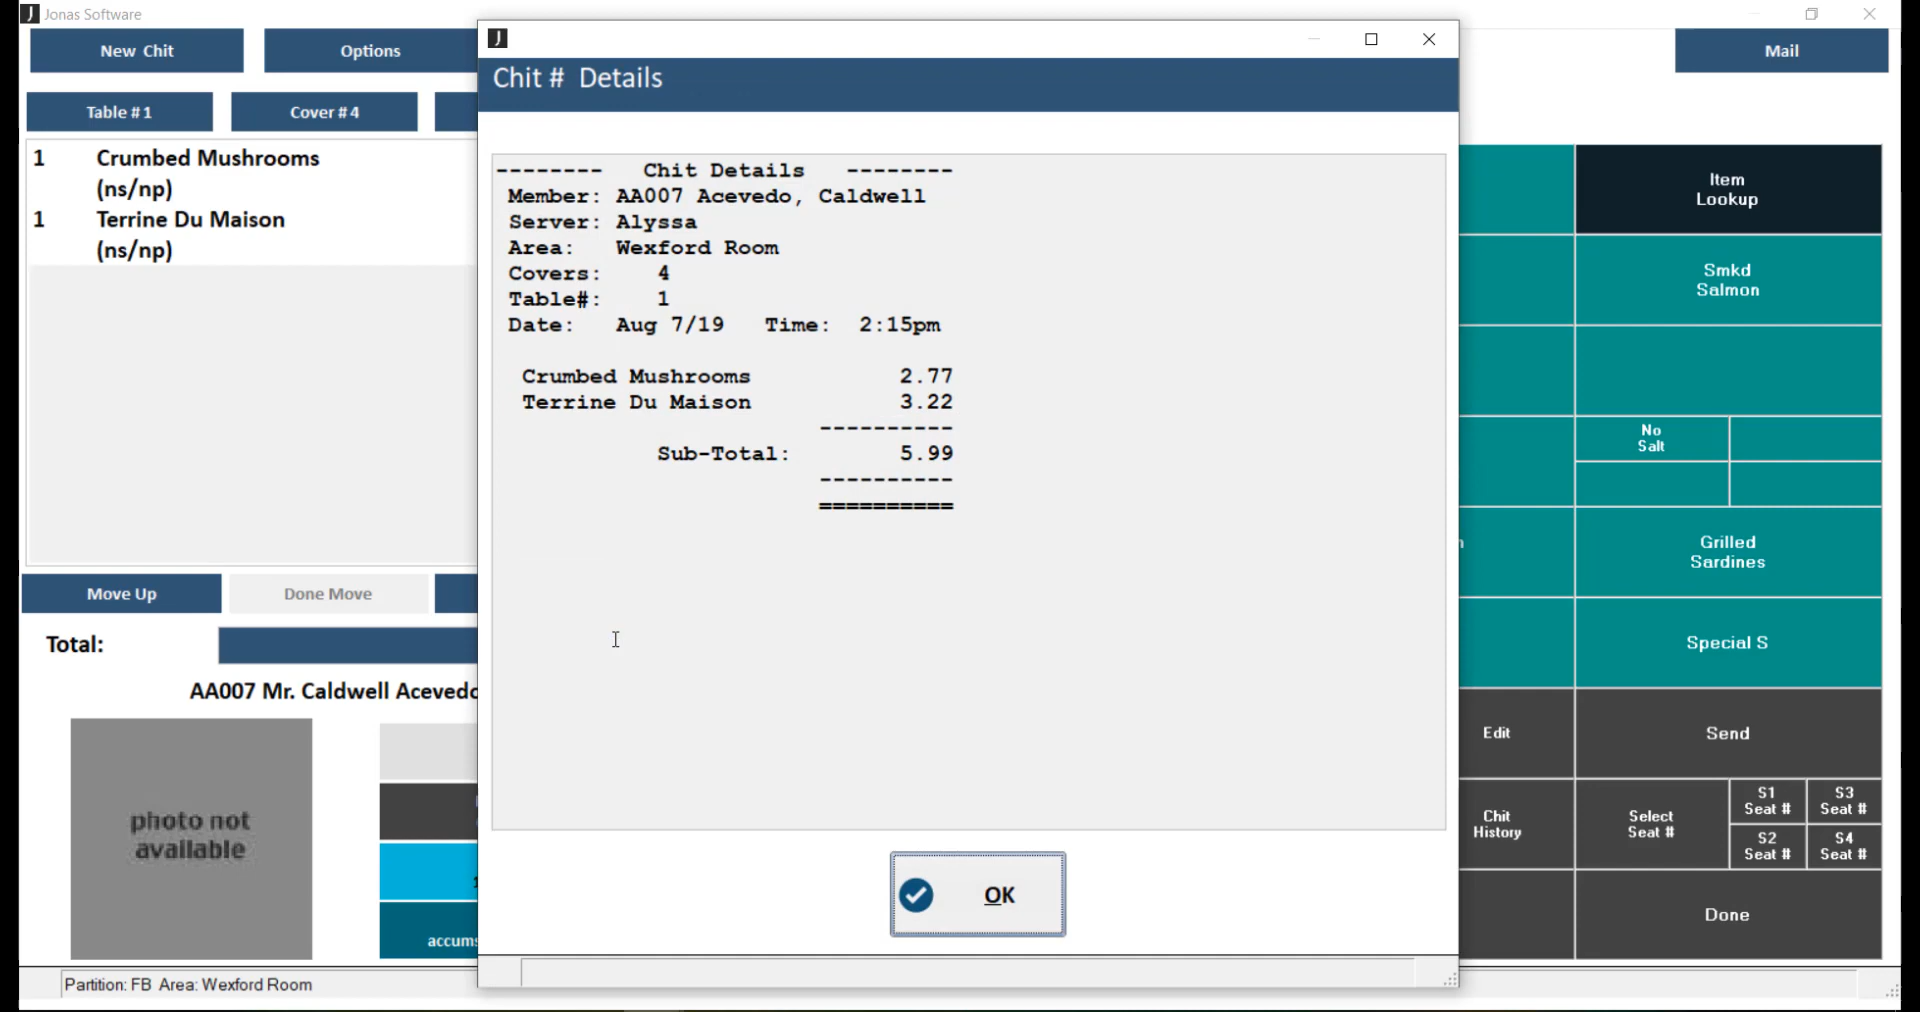 Jonas Software
New Chit
Options
Mail
Table # 1
Cover # 4
1 Crumbed Mushrooms
(ns/np)
1 Terrine Du Maison
(ns/np)
Move Up
Done Move
Total:
AA007 Mr. Caldwell Acevedo
photo not
available
accums
Partition: FB Area: Wexford Room
Chit # Details
-------- Chit Details --------
Member: AA007 Acevedo, Caldwell
Server: Alyssa
Area: Wexford Room
Covers: 4
Table#: 1
Date: Aug 7/19 Time: 2:15pm
Crumbed Mushrooms 2.77
Terrine Du Maison 3.22
----------
Sub-Total: 5.99
----------
==========
OK
Item
Lookup
Smkd
Salmon
No
Salt
Grilled
Sardines
Special S
Edit
Send
Chit
History
Select
Seat #
S1
Seat #
S3
Seat #
S2
Seat #
S4
Seat #
Done